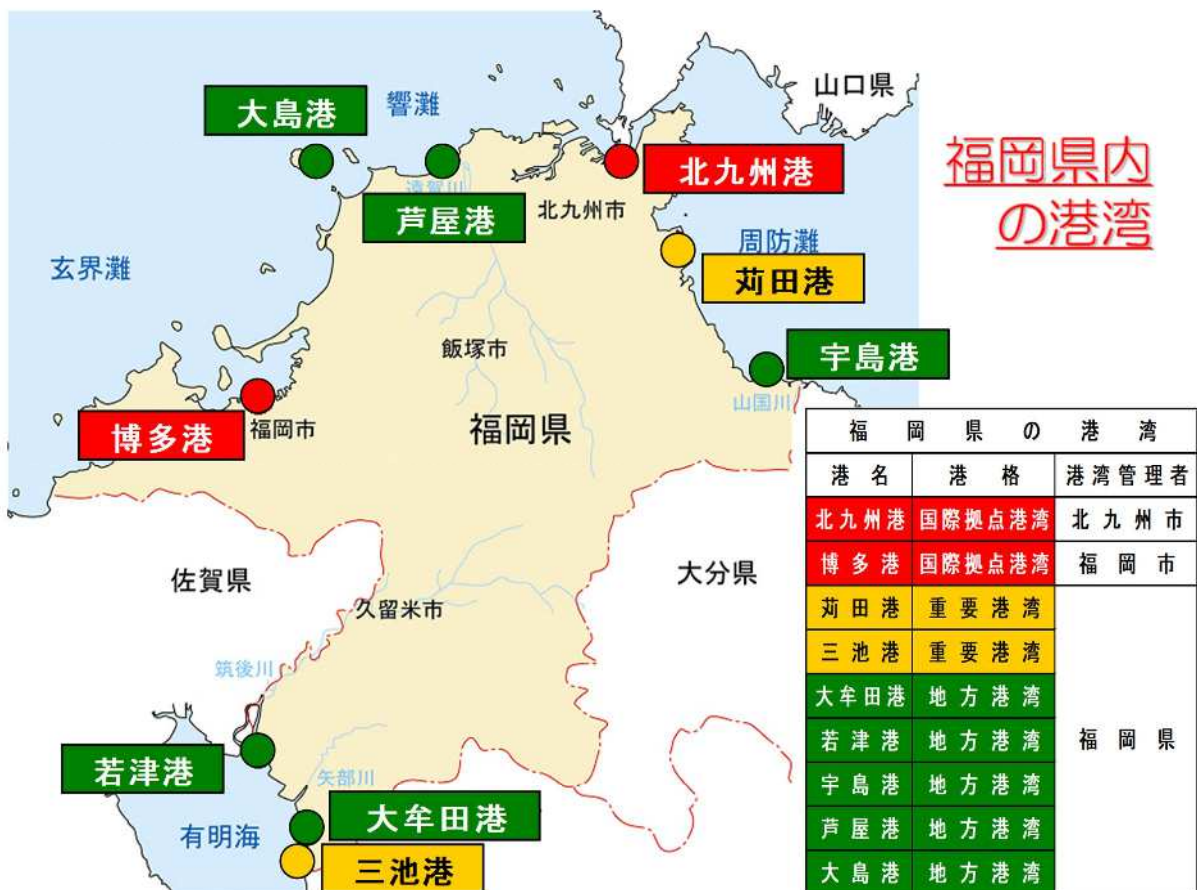 山口県
響灘
大島港
福岡県内
の港湾
北九州港
遠賀川
芦屋港
北九州市
周防灘
玄界灘
苅田港
飯塚市
宇島港
山国川
博多港
福岡市
福岡県
佐賀県
大分県
久留米市
筑後川
若津港
矢部川
大牟田港
有明海
三池港
福岡県の港湾
港名 港格 港湾管理者
北九州港 国際拠点港湾 北九州市
博多港 国際拠点港湾 福岡市
苅田港 重要港湾
三池港 重要港湾
大牟田港 地方港湾
若津港 地方港湾 福岡県
宇島港 地方港湾
芦屋港 地方港湾
大島港 地方港湾